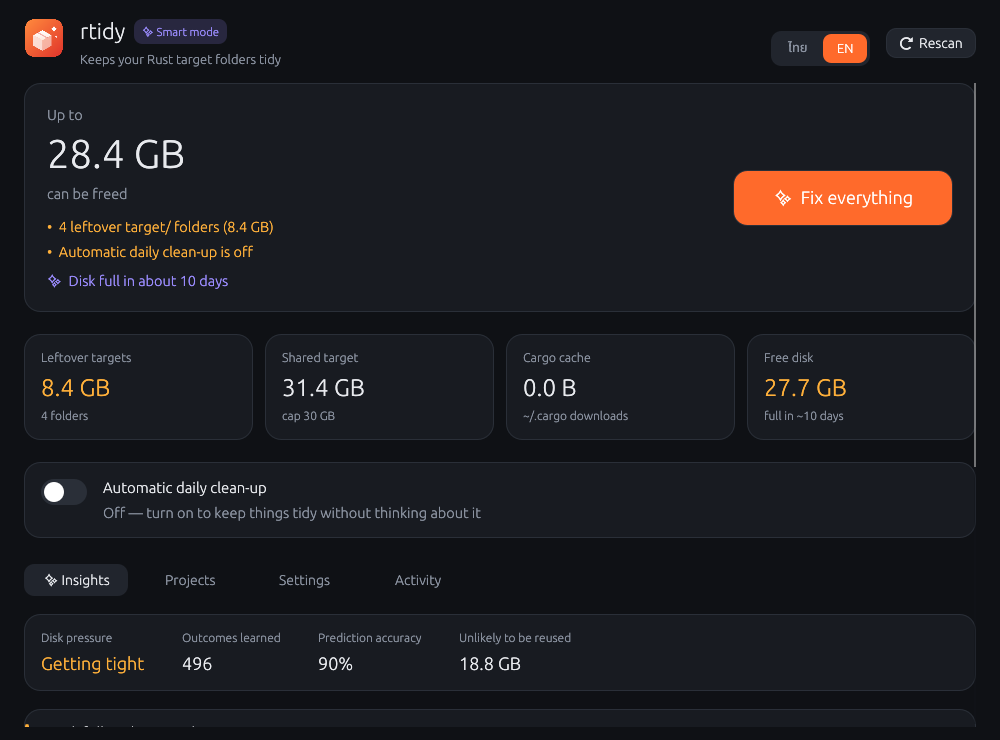 rtidy
Smart mode
Keeps your Rust target folders tidy
ไทย
EN
Rescan
Up to
28.4 GB
can be freed
• 4 leftover target/ folders (8.4 GB)
• Automatic daily clean-up is off
Disk full in about 10 days
Fix everything
Leftover targets
8.4 GB
4 folders
Shared target
31.4 GB
cap 30 GB
Cargo cache
0.0 B
~/.cargo downloads
Free disk
27.7 GB
full in ~10 days
Automatic daily clean-up
Off — turn on to keep things tidy without thinking about it
Insights
Projects
Settings
Activity
Disk pressure
Getting tight
Outcomes learned
496
Prediction accuracy
90%
Unlikely to be reused
18.8 GB